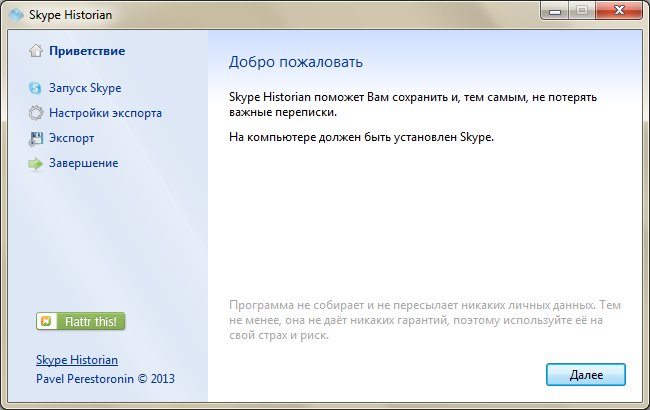 Skype Historian
Приветствие
Запуск Skype
Настройки экспорта
Экспорт
Завершение
Flattr this!
Skype Historian
Pavel Perestoronin © 2013
Добро пожаловать
Skype Historian поможет Вам сохранить и, тем самым, не потерять
важные переписки.
На компьютере должен быть установлен Skype.
Программа не собирает и не пересылает никаких личных данных. Тем
не менее, она не даёт никаких гарантий, поэтому используйте её на
свой страх и риск.
Далее